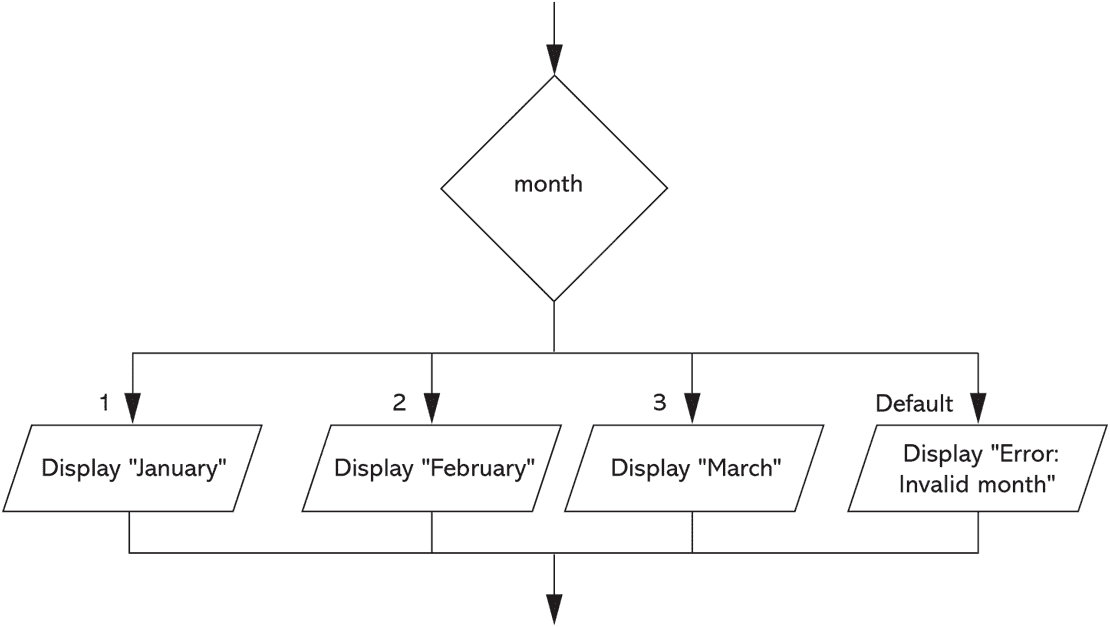 month
1
2
3
Default
Display "January"
Display "February"
Display "March"
Display "Error:
Invalid month"